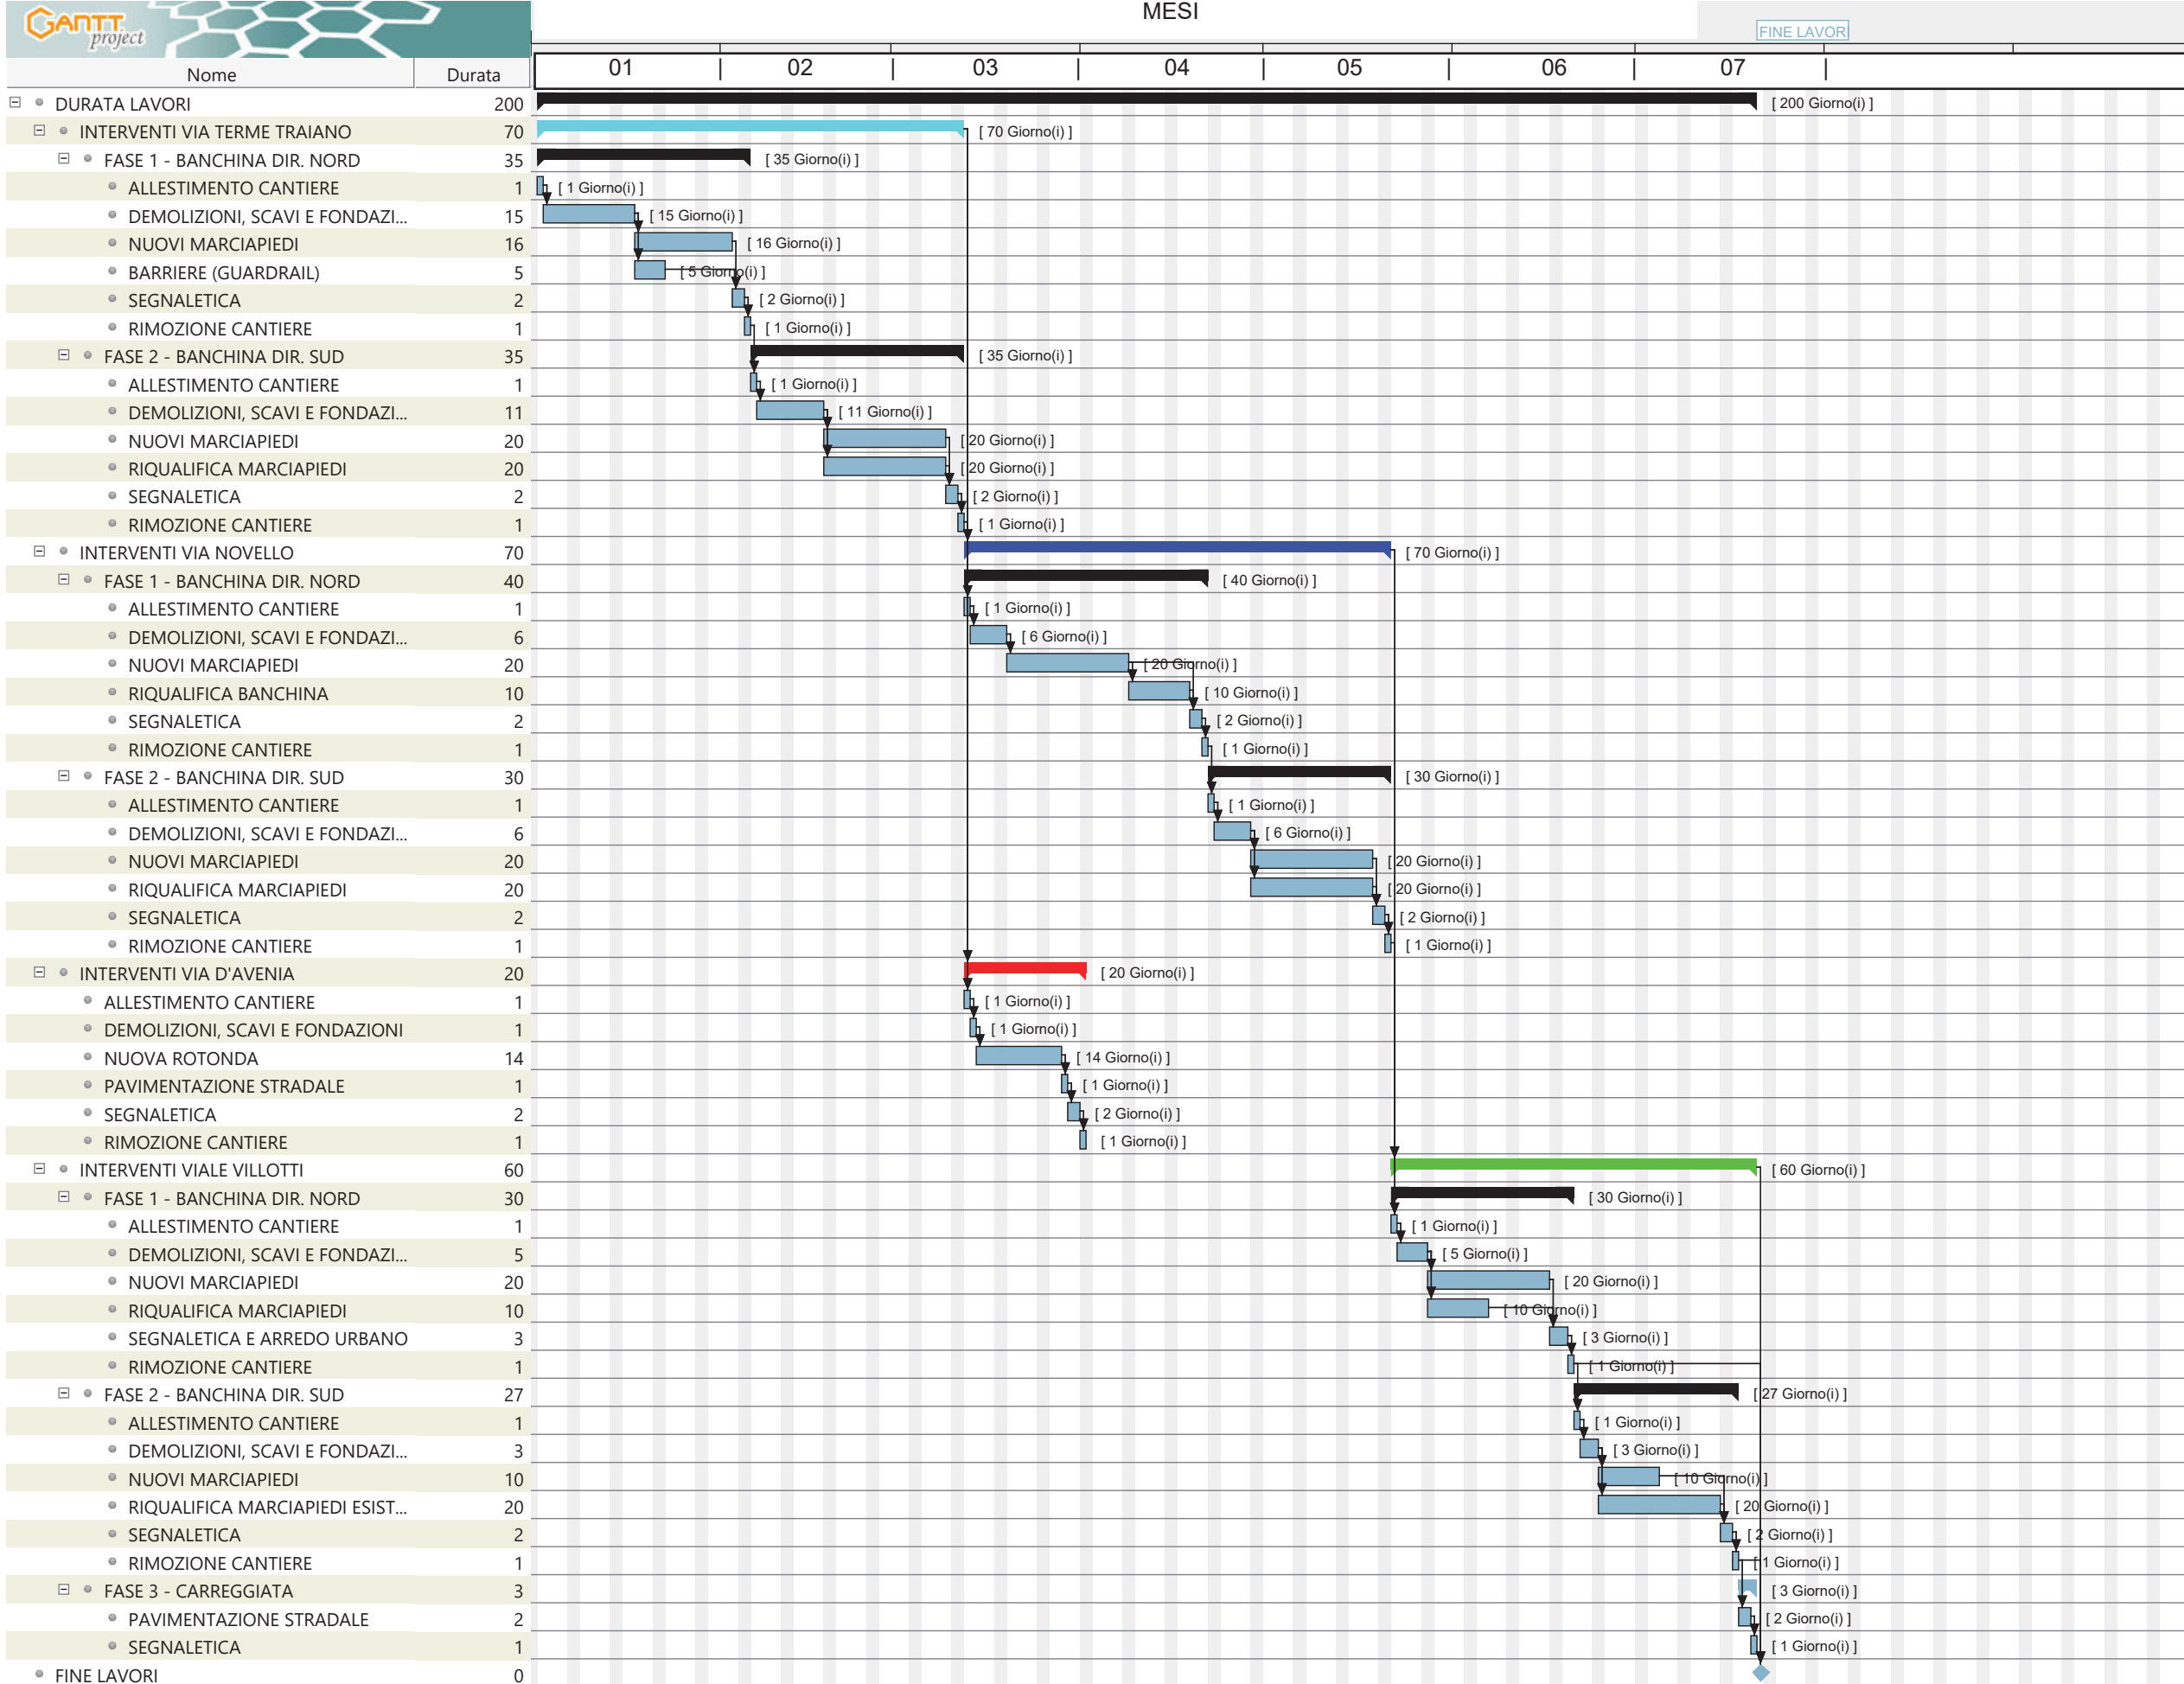 GANTT
project
MESI
FINE LAVOR
Nome Durata 01 02 03 04 05 06 07
DURATA LAVORI 200 [ 200 Giorno(i) ]
INTERVENTI VIA TERME TRAIANO 70 [ 70 Giorno(i) ]
FASE 1 - BANCHINA DIR. NORD 35 [ 35 Giorno(i) ]
ALLESTIMENTO CANTIERE 1 [ 1 Giorno(i) ]
DEMOLIZIONI, SCAVI E FONDAZI... 15 [ 15 Giorno(i) ]
NUOVI MARCIAPIEDI 16 [ 16 Giorno(i) ]
BARRIERE (GUARDRAIL) 5 [ 5 Giorno(i) ]
SEGNALETICA 2 [ 2 Giorno(i) ]
RIMOZIONE CANTIERE 1 [ 1 Giorno(i) ]
FASE 2 - BANCHINA DIR. SUD 35 [ 35 Giorno(i) ]
ALLESTIMENTO CANTIERE 1 [ 1 Giorno(i) ]
DEMOLIZIONI, SCAVI E FONDAZI... 11 [ 11 Giorno(i) ]
NUOVI MARCIAPIEDI 20 [ 20 Giorno(i) ]
RIQUALIFICA MARCIAPIEDI 20 [ 20 Giorno(i) ]
SEGNALETICA 2 [ 2 Giorno(i) ]
RIMOZIONE CANTIERE 1 [ 1 Giorno(i) ]
INTERVENTI VIA NOVELLO 70 [ 70 Giorno(i) ]
FASE 1 - BANCHINA DIR. NORD 40 [ 40 Giorno(i) ]
ALLESTIMENTO CANTIERE 1 [ 1 Giorno(i) ]
DEMOLIZIONI, SCAVI E FONDAZI... 6 [ 6 Giorno(i) ]
NUOVI MARCIAPIEDI 20 [ 20 Giorno(i) ]
RIQUALIFICA BANCHINA 10 [ 10 Giorno(i) ]
SEGNALETICA 2 [ 2 Giorno(i) ]
RIMOZIONE CANTIERE 1 [ 1 Giorno(i) ]
FASE 2 - BANCHINA DIR. SUD 30 [ 30 Giorno(i) ]
ALLESTIMENTO CANTIERE 1 [ 1 Giorno(i) ]
DEMOLIZIONI, SCAVI E FONDAZI... 6 [ 6 Giorno(i) ]
NUOVI MARCIAPIEDI 20 [ 20 Giorno(i) ]
RIQUALIFICA MARCIAPIEDI 20 [ 20 Giorno(i) ]
SEGNALETICA 2 [ 2 Giorno(i) ]
RIMOZIONE CANTIERE 1 [ 1 Giorno(i) ]
INTERVENTI VIA D'AVENIA 20 [ 20 Giorno(i) ]
ALLESTIMENTO CANTIERE 1 [ 1 Giorno(i) ]
DEMOLIZIONI, SCAVI E FONDAZIONI 1 [ 1 Giorno(i) ]
NUOVA ROTONDA 14 [ 14 Giorno(i) ]
PAVIMENTAZIONE STRADALE 1 [ 1 Giorno(i) ]
SEGNALETICA 2 [ 2 Giorno(i) ]
RIMOZIONE CANTIERE 1 [ 1 Giorno(i) ]
INTERVENTI VIALE VILLOTTI 60 [ 60 Giorno(i) ]
FASE 1 - BANCHINA DIR. NORD 30 [ 30 Giorno(i) ]
ALLESTIMENTO CANTIERE 1 [ 1 Giorno(i) ]
DEMOLIZIONI, SCAVI E FONDAZI... 5 [ 5 Giorno(i) ]
NUOVI MARCIAPIEDI 20 [ 20 Giorno(i) ]
RIQUALIFICA MARCIAPIEDI 10 [ 10 Giorno(i) ]
SEGNALETICA E ARREDO URBANO 3 [ 3 Giorno(i) ]
RIMOZIONE CANTIERE 1 [ 1 Giorno(i) ]
FASE 2 - BANCHINA DIR. SUD 27 [ 27 Giorno(i) ]
ALLESTIMENTO CANTIERE 1 [ 1 Giorno(i) ]
DEMOLIZIONI, SCAVI E FONDAZI... 3 [ 3 Giorno(i) ]
NUOVI MARCIAPIEDI 10 [ 10 Giorno(i) ]
RIQUALIFICA MARCIAPIEDI ESIST... 20 [ 20 Giorno(i) ]
SEGNALETICA 2 [ 2 Giorno(i) ]
RIMOZIONE CANTIERE 1 [ 1 Giorno(i) ]
FASE 3 - CARREGGIATA 3 [ 3 Giorno(i) ]
PAVIMENTAZIONE STRADALE 2 [ 2 Giorno(i) ]
SEGNALETICA 1 [ 1 Giorno(i) ]
FINE LAVORI 0